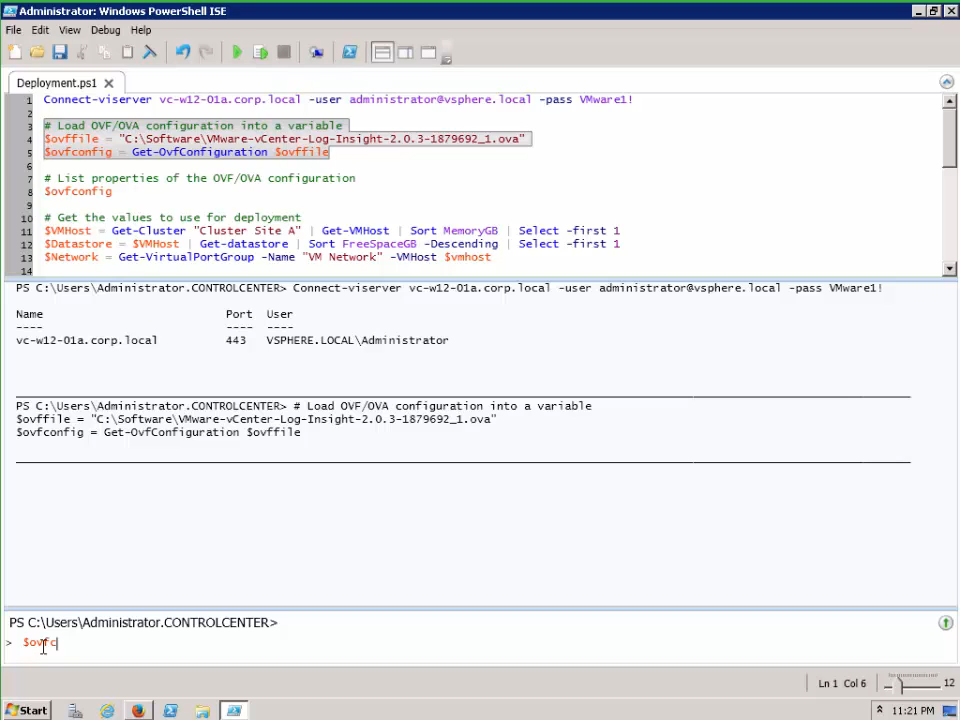 Administrator: Windows PowerShell ISE
File Edit View Debug Help
Deployment.ps1
1 Connect-viserver vc-w12-01a.corp.local -user administrator@vsphere.local -pass VMware1!
2
3 # Load OVF/OVA configuration into a variable
4 $ovffile = "C:\Software\VMware-vCenter-Log-Insight-2.0.3-1879692_1.ova"
5 $ovfconfig = Get-OvfConfiguration $ovffile
6
7 # List properties of the OVF/OVA configuration
8 $ovfconfig
9
10 # Get the values to use for deployment
11 $VMHost = Get-Cluster "Cluster Site A" | Get-VMHost | Sort MemoryGB | Select -first 1
12 $Datastore = $VMHost | Get-datastore | Sort FreeSpaceGB -Descending | Select -first 1
13 $Network = Get-VirtualPortGroup -Name "VM Network" -VMHost $vmhost
14
PS C:\Users\Administrator.CONTROLCENTER> Connect-viserver vc-w12-01a.corp.local -user administrator@vsphere.local -pass VMware1!
Name Port User
---- ---- ----
vc-w12-01a.corp.local 443 VSPHERE.LOCAL\Administrator
PS C:\Users\Administrator.CONTROLCENTER> # Load OVF/OVA configuration into a variable
$ovffile = "C:\Software\VMware-vCenter-Log-Insight-2.0.3-1879692_1.ova"
$ovfconfig = Get-OvfConfiguration $ovffile
PS C:\Users\Administrator.CONTROLCENTER>
> $ovfc
Ln 1 Col 6 12
Start 11:21 PM